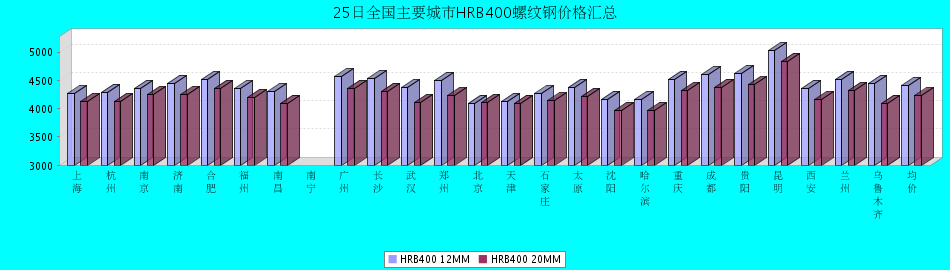 25日全国主要城市HRB400螺纹钢价格汇总
5000
4500
4000
3500
3000
上海 杭州 南京 济南 合肥 福州 南昌 南宁 广州 长沙 武汉 郑州 北京 天津 石家庄 太原 沈阳 哈尔滨 重庆 成都 贵阳 昆明 西安 兰州 乌鲁木齐 均价
HRB400 12MM HRB400 20MM